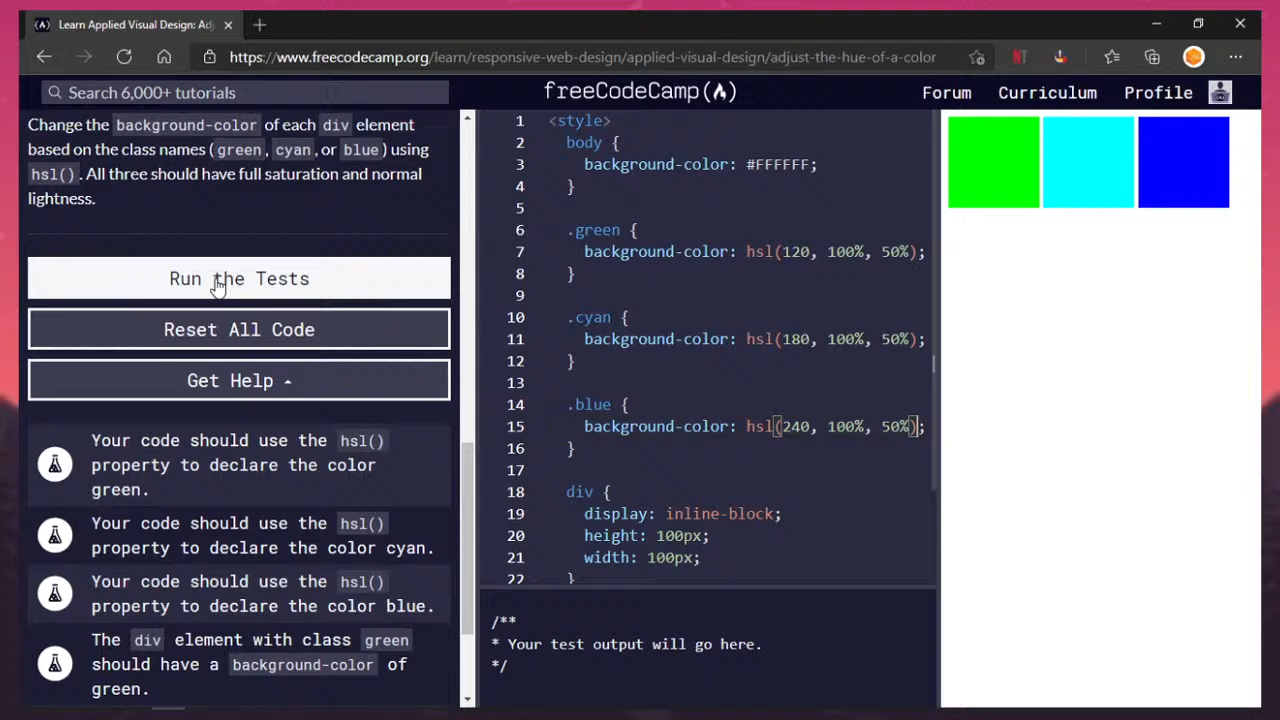 Learn Applied Visual Design: Adj
https://www.freecodecamp.org/learn/responsive-web-design/applied-visual-design/adjust-the-hue-of-a-color
Search 6,000+ tutorials
freeCodeCamp
Forum
Curriculum
Profile
Change the background-color of each div element
based on the class names (green, cyan, or blue) using
hsl(). All three should have full saturation and normal
lightness.
Run the Tests
Reset All Code
Get Help
Your code should use the hsl()
property to declare the color
green.
Your code should use the hsl()
property to declare the color cyan.
Your code should use the hsl()
property to declare the color blue.
The div element with class green
should have a background-color of
green.
1 <style>
2 body {
3 background-color: #FFFFFF;
4 }
5
6 .green {
7 background-color: hsl(120, 100%, 50%);
8 }
9
10 .cyan {
11 background-color: hsl(180, 100%, 50%);
12 }
13
14 .blue {
15 background-color: hsl(240, 100%, 50%);
16 }
17
18 div {
19 display: inline-block;
20 height: 100px;
21 width: 100px;
22 }
/**
* Your test output will go here.
*/